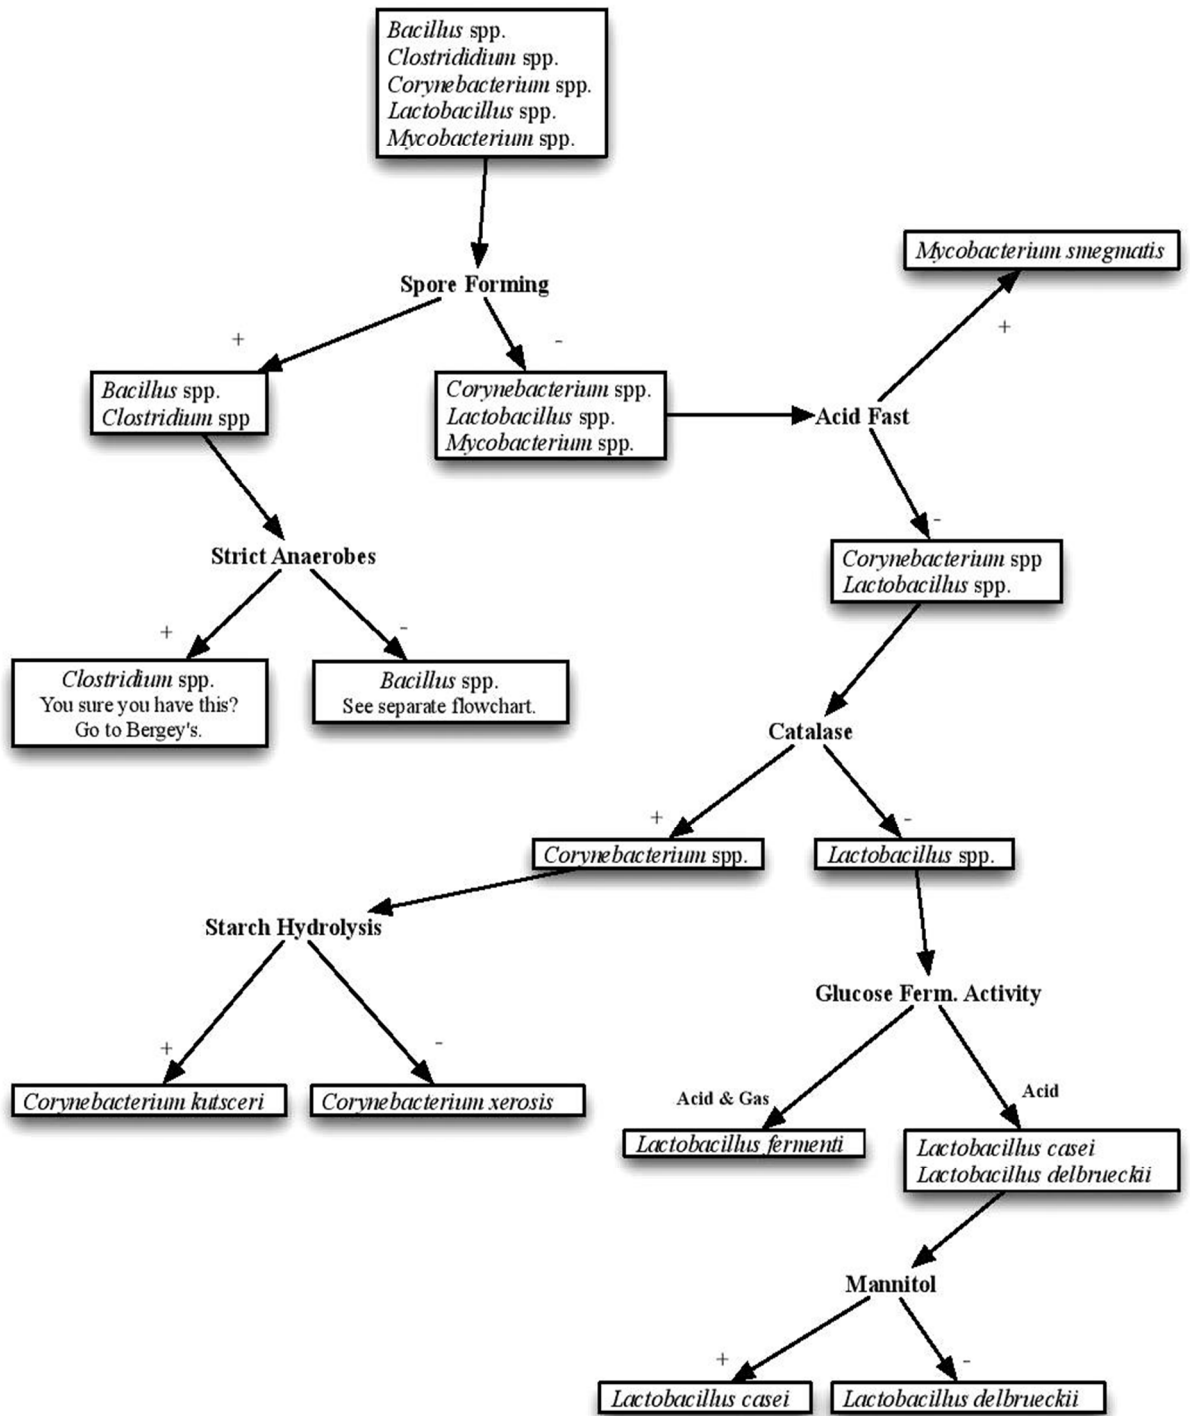 Bacillus spp.
Clostrididium spp.
Corynebacterium spp.
Lactobacillus spp.
Mycobacterium spp.
Mycobacterium smegmatis
Spore Forming
+
-
+
Bacillus spp.
Clostridium spp
Corynebacterium spp.
Lactobacillus spp.
Mycobacterium spp.
Acid Fast
-
Strict Anaerobes
Corynebacterium spp
Lactobacillus spp.
+
-
Clostridium spp.
You sure you have this?
Go to Bergey's.
Bacillus spp.
See separate flowchart.
Catalase
+
-
Corynebacterium spp.
Lactobacillus spp.
Starch Hydrolysis
Glucose Ferm. Activity
+
-
Corynebacterium kutsceri
Corynebacterium xerosis
Acid & Gas
Acid
Lactobacillus fermenti
Lactobacillus casei
Lactobacillus delbrueckii
Mannitol
+
-
Lactobacillus casei
Lactobacillus delbrueckii